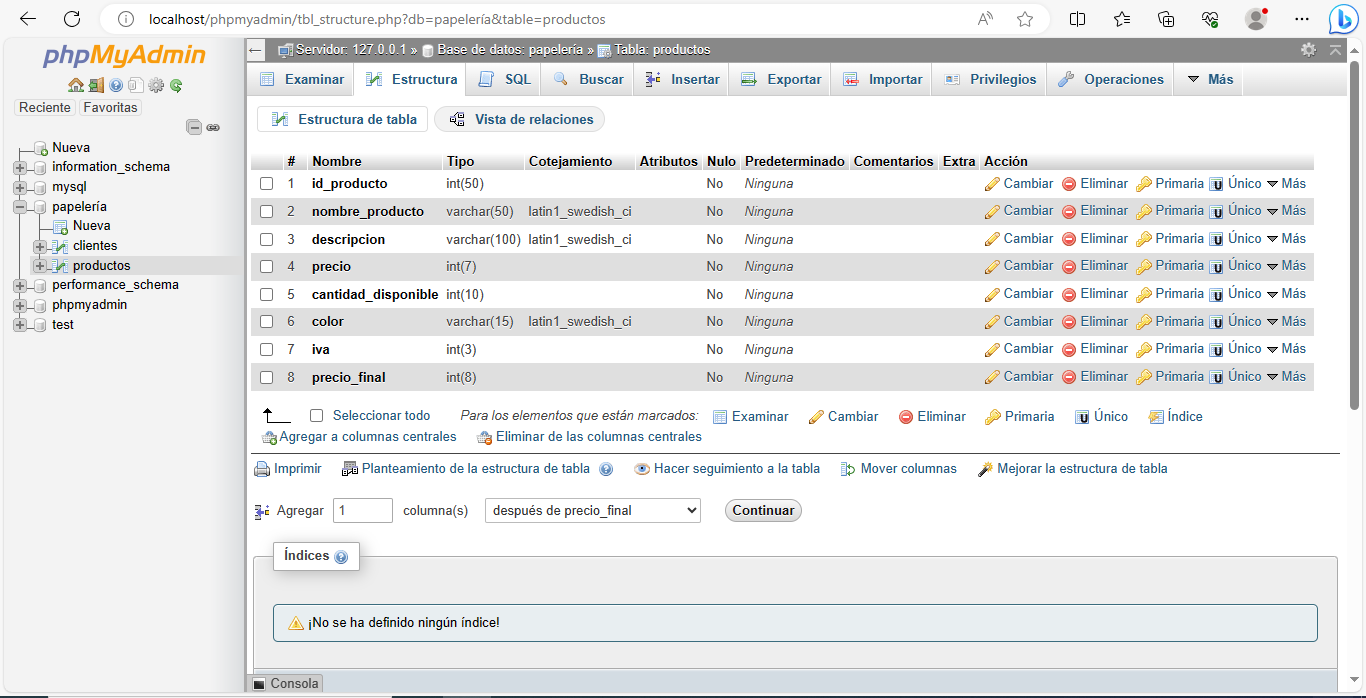 localhost/phpmyadmin/tbl_structure.php?db=papelería&table=productos
phpMyAdmin
Reciente Favoritas
Nueva
information_schema
mysql
papelería
Nueva
clientes
productos
performance_schema
phpmyadmin
test
Servidor: 127.0.0.1 » Base de datos: papelería » Tabla: productos
Examinar Estructura SQL Buscar Insertar Exportar Importar Privilegios Operaciones Más
Estructura de tabla Vista de relaciones
# Nombre Tipo Cotejamiento Atributos Nulo Predeterminado Comentarios Extra Acción
1 id_producto int(50) No Ninguna Cambiar Eliminar Primaria Único Más
2 nombre_producto varchar(50) latin1_swedish_ci No Ninguna Cambiar Eliminar Primaria Único Más
3 descripcion varchar(100) latin1_swedish_ci No Ninguna Cambiar Eliminar Primaria Único Más
4 precio int(7) No Ninguna Cambiar Eliminar Primaria Único Más
5 cantidad_disponible int(10) No Ninguna Cambiar Eliminar Primaria Único Más
6 color varchar(15) latin1_swedish_ci No Ninguna Cambiar Eliminar Primaria Único Más
7 iva int(3) No Ninguna Cambiar Eliminar Primaria Único Más
8 precio_final int(8) No Ninguna Cambiar Eliminar Primaria Único Más
Seleccionar todo Para los elementos que están marcados: Examinar Cambiar Eliminar Primaria Único Índice
Agregar a columnas centrales Eliminar de las columnas centrales
Imprimir Planteamiento de la estructura de tabla Hacer seguimiento a la tabla Mover columnas Mejorar la estructura de tabla
Agregar 1 columna(s) después de precio_final Continuar
Índices
¡No se ha definido ningún índice!
Consola